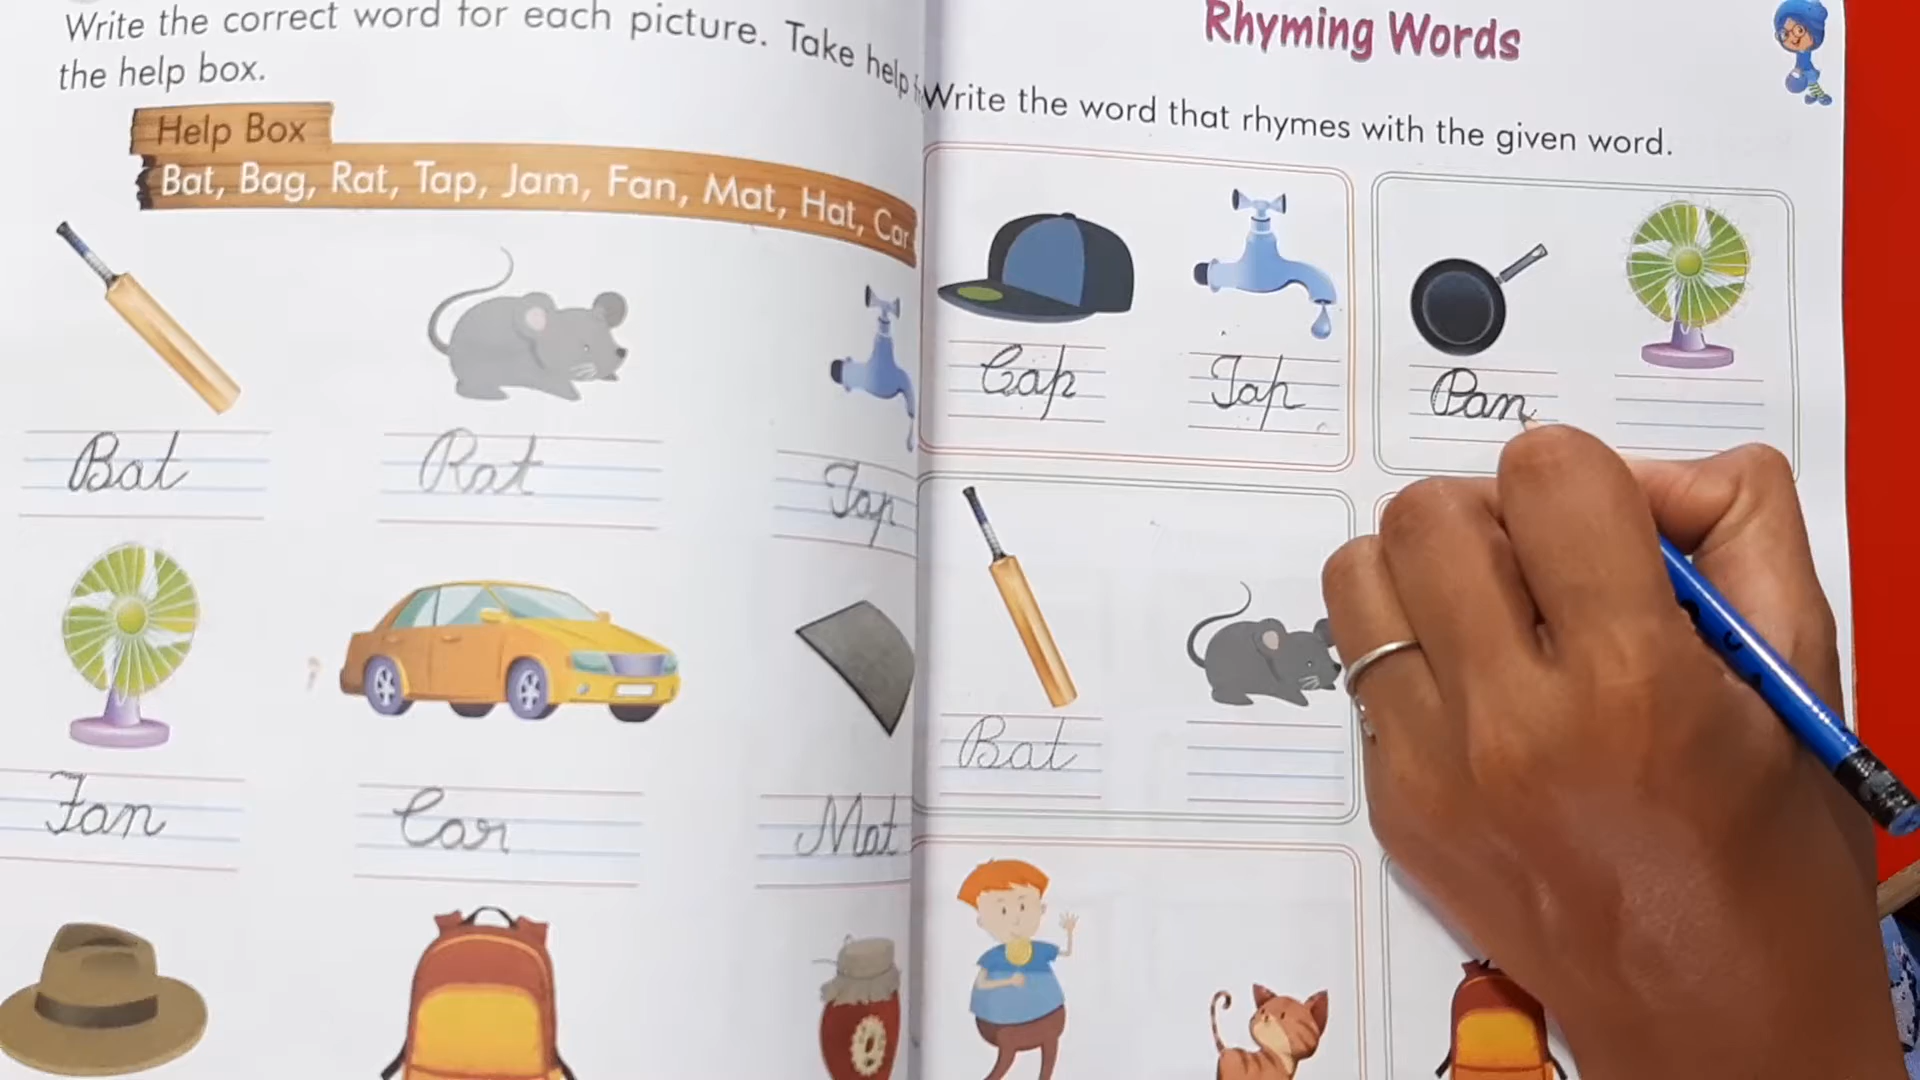 Write the correct word for each picture. Take help
the help box.
Help Box
Bat, Bag, Rat, Tap, Jam, Fan, Mat, Hat, Car
Bat Rat Tap
Fan Car Mat
Rhyming Words
Write the word that rhymes with the given word.
Cap Tap Pan
Bat